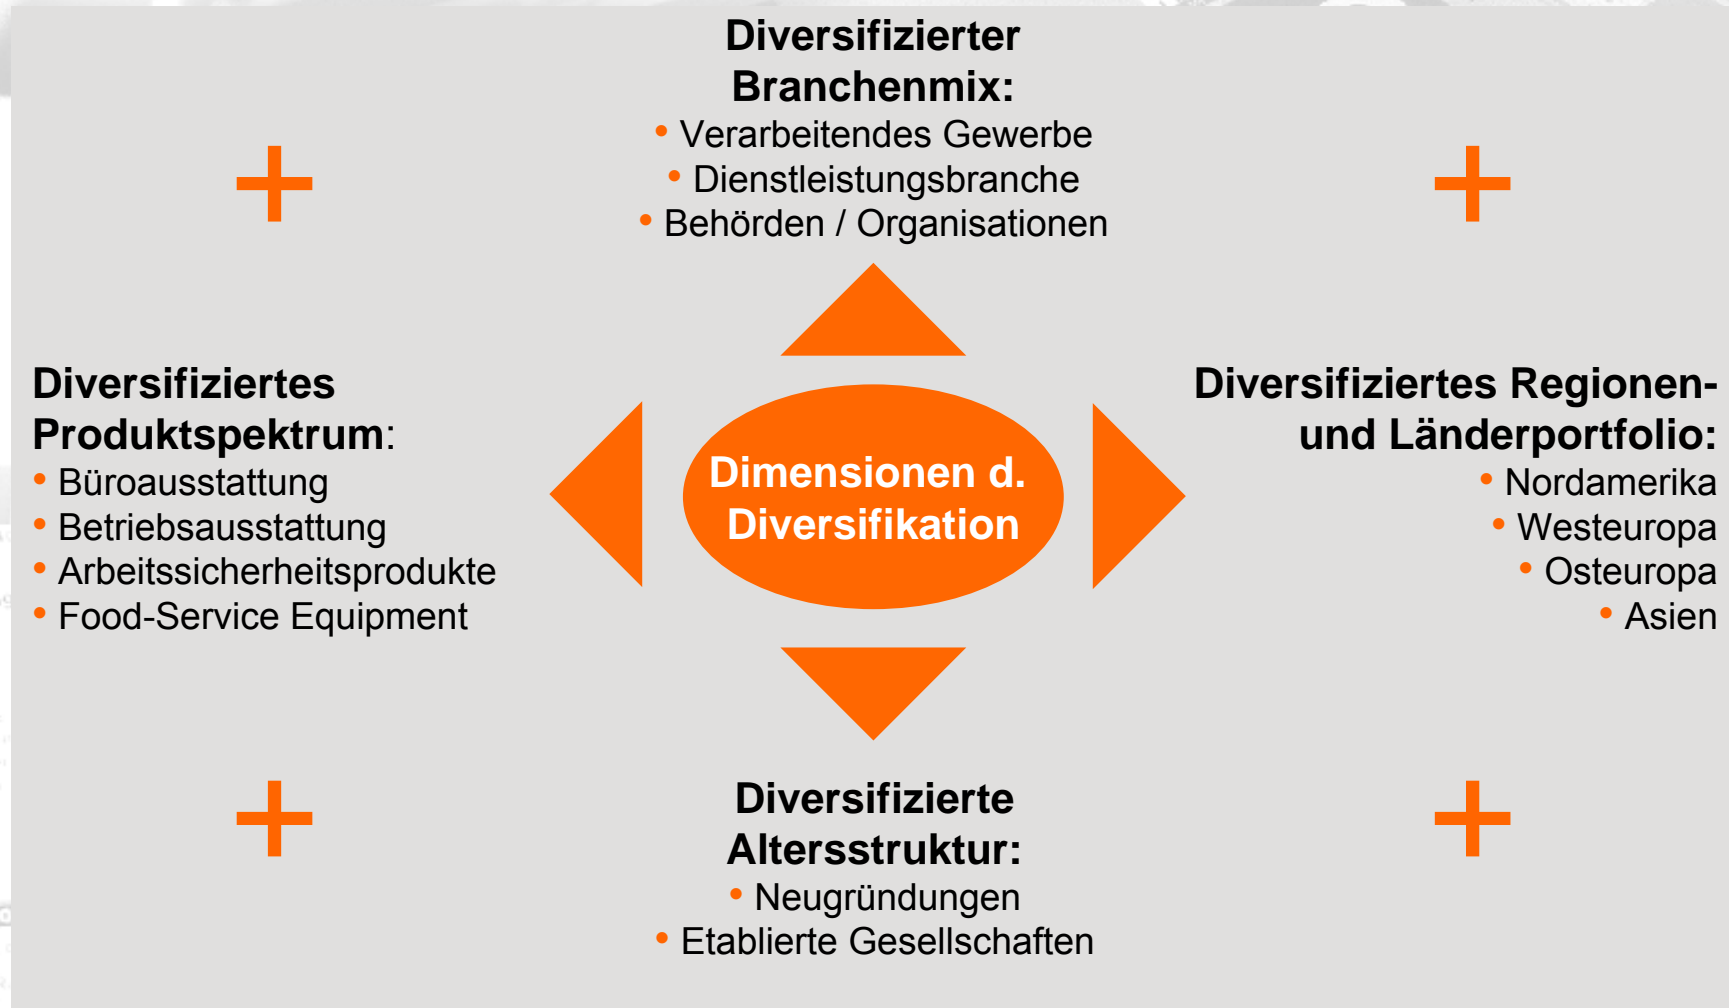 Diversifizierter
Branchenmix:
• Verarbeitendes Gewerbe
• Dienstleistungsbranche
• Behörden / Organisationen
+
+
Diversifiziertes
Produktspektrum:
• Büroausstattung
• Betriebsausstattung
• Arbeitssicherheitsprodukte
• Food-Service Equipment
Dimensionen d.
Diversifikation
Diversifiziertes Regionen-
und Länderportfolio:
• Nordamerika
• Westeuropa
• Osteuropa
• Asien
+
+
Diversifizierte
Altersstruktur:
• Neugründungen
• Etablierte Gesellschaften